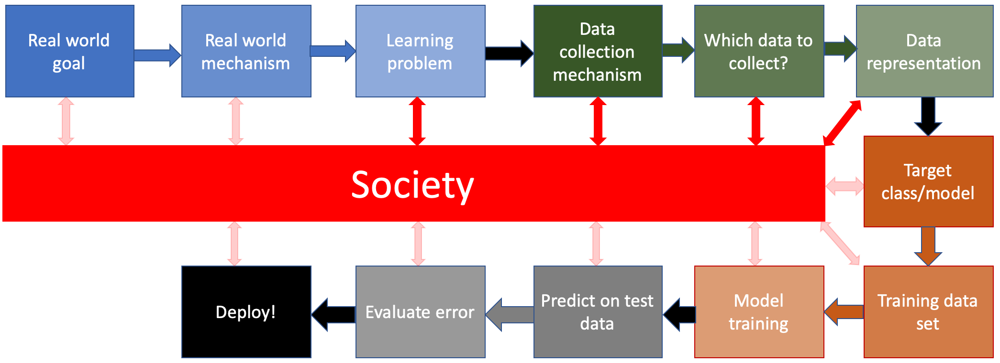 Real world
goal
Real world
mechanism
Learning
problem
Data
collection
mechanism
Which data to
collect?
Data
representation
Society
Target
class/model
Deploy!
Evaluate error
Predict on test
data
Model
training
Training data
set